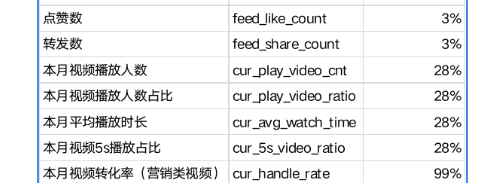 点赞数 feed_like_count 3%
转发数 feed_share_count 3%
本月视频播放人数 cur_play_video_cnt 28%
本月视频播放人数占比 cur_play_video_ratio 28%
本月平均播放时长 cur_avg_watch_time 28%
本月视频5s播放占比 cur_5s_video_ratio 28%
本月视频转化率（营销类视频） cur_handle_rate 99%